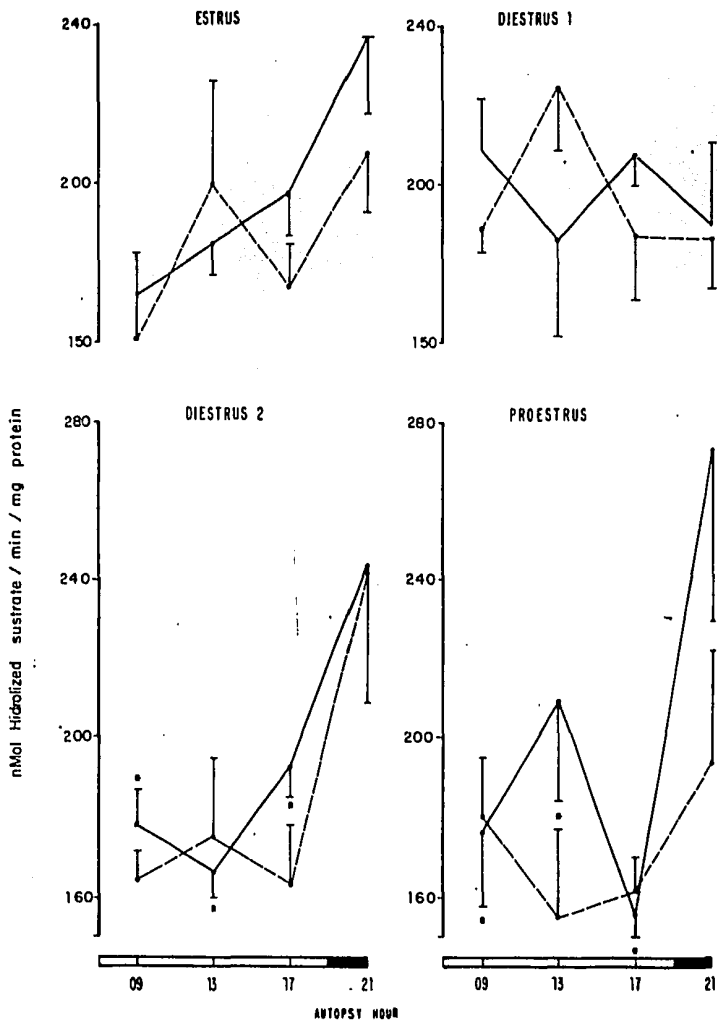 ESTRUS
DIESTRUS 1
240
200
150
240
200
150
DIESTRUS 2
PROESTRUS
280
240
200
160
280
240
200
160
nMol Hidrolized sustrate / min / mg protein
09 13 17 21
09 13 17 21
AUTOPSY HOUR